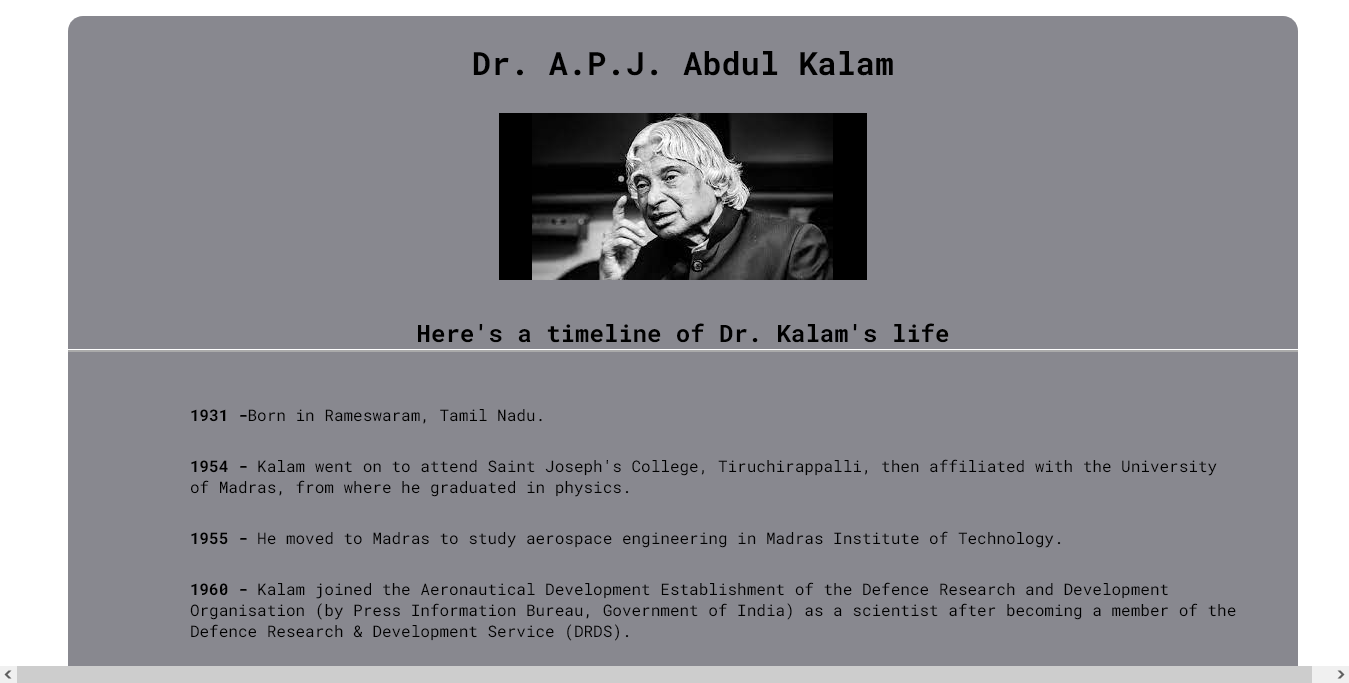 Dr. A.P.J. Abdul Kalam
Here's a timeline of Dr. Kalam's life
1931 -Born in Rameswaram, Tamil Nadu.
1954 - Kalam went on to attend Saint Joseph's College, Tiruchirappalli, then affiliated with the University
of Madras, from where he graduated in physics.
1955 - He moved to Madras to study aerospace engineering in Madras Institute of Technology.
1960 - Kalam joined the Aeronautical Development Establishment of the Defence Research and Development
Organisation (by Press Information Bureau, Government of India) as a scientist after becoming a member of the
Defence Research & Development Service (DRDS).